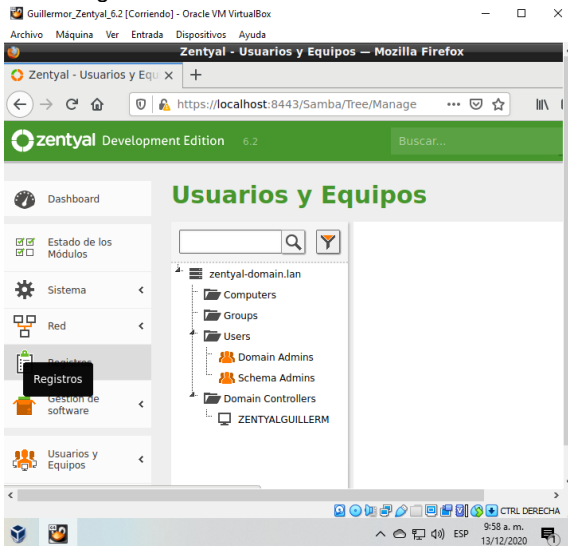 Guillermor_Zentyal_6.2 [Corriendo] - Oracle VM VirtualBox
Archivo Máquina Ver Entrada Dispositivos Ayuda
Zentyal - Usuarios y Equipos — Mozilla Firefox
Zentyal - Usuarios y Equ
https://localhost:8443/Samba/Tree/Manage
zentyal Development Edition 6.2 Buscar...
Dashboard
Usuarios y Equipos
Estado de los
Módulos
Sistema
Red
Registros
Registros
Gestión de
software
Usuarios y
Equipos
zentyal-domain.lan
Computers
Groups
Users
Domain Admins
Schema Admins
Domain Controllers
ZENTYALGUILLERM
CTRL DERECHA
ESP
9:58 a. m.
13/12/2020